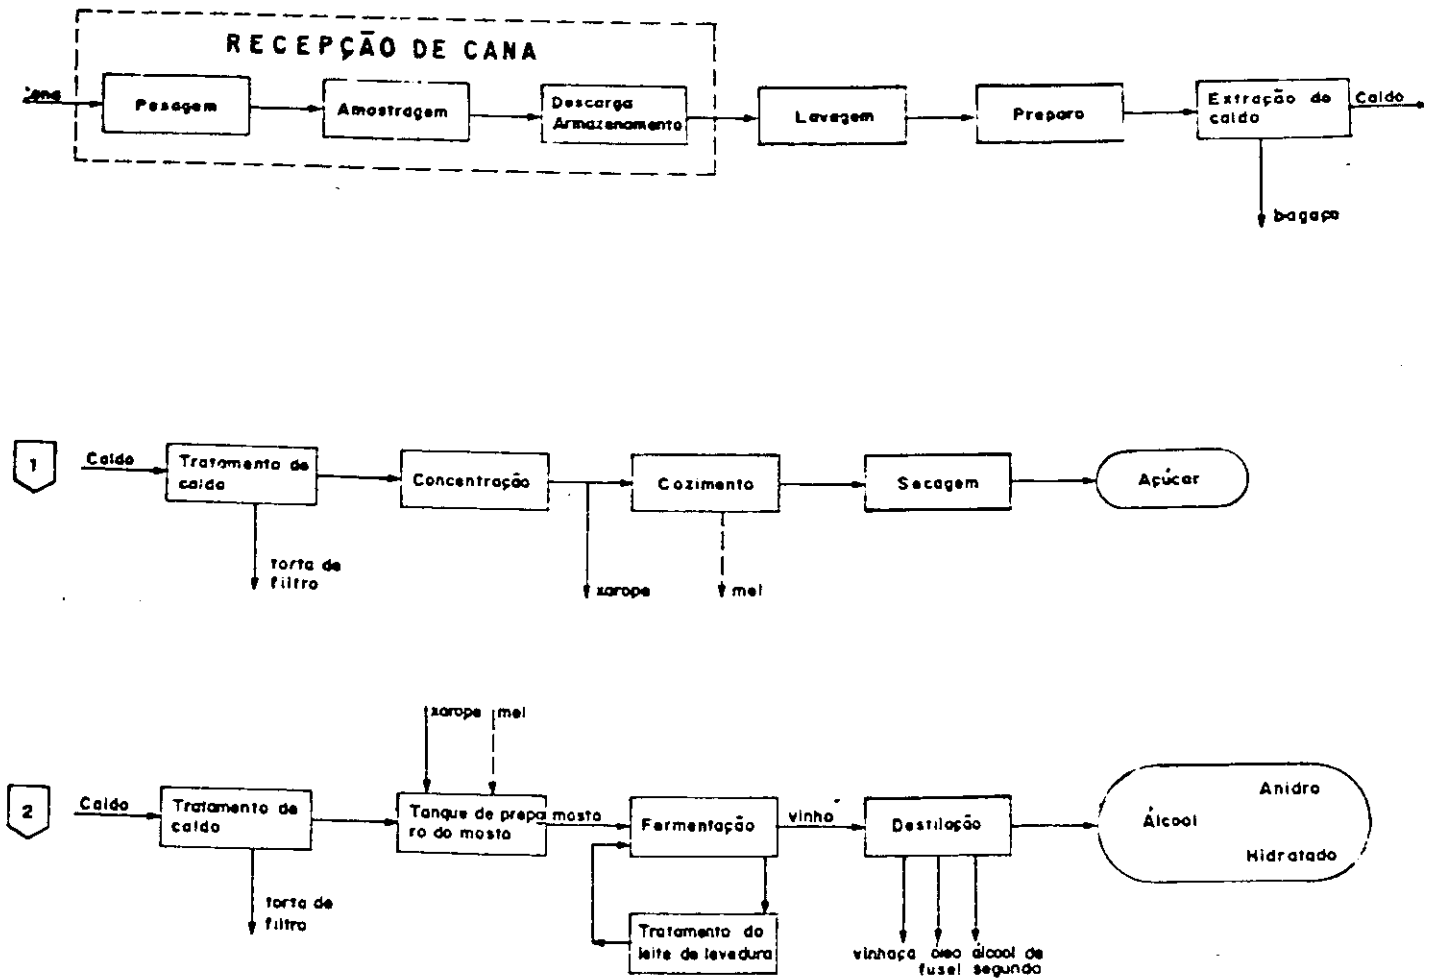 RECEPÇÃO DE CANA
Pesagem
Amostragem
Descarga
Armazenamento
Lavagem
Preparo
Extração do
caldo
Caldo
bagaço
1
Caldo
Tratamento de
caldo
Concentração
Cozimento
Secagem
Açúcar
torta de
filtro
xarope
mel
xarope
mel
2
Caldo
Tratamento de
caldo
Tanque de prepa
ro do mosto
mosto
Fermentação
vinho
Destilação
Álcool
Anidro
Hidratado
torta de
filtro
Tratamento do
leite de levedura
vinhaça
óleo
fusel
álcool de
segunda